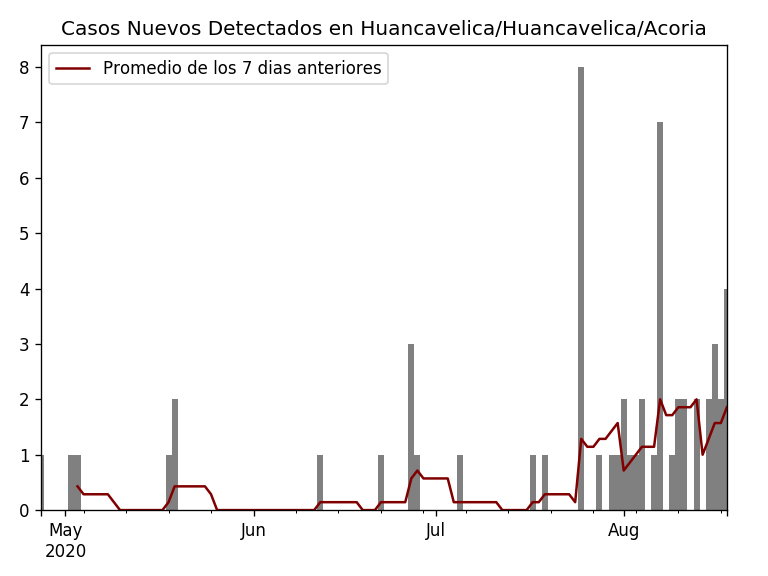 Casos Nuevos Detectados en Huancavelica/Huancavelica/Acoria
Promedio de los 7 dias anteriores
8
7
6
5
4
3
2
1
0
May
2020
Jun
Jul
Aug